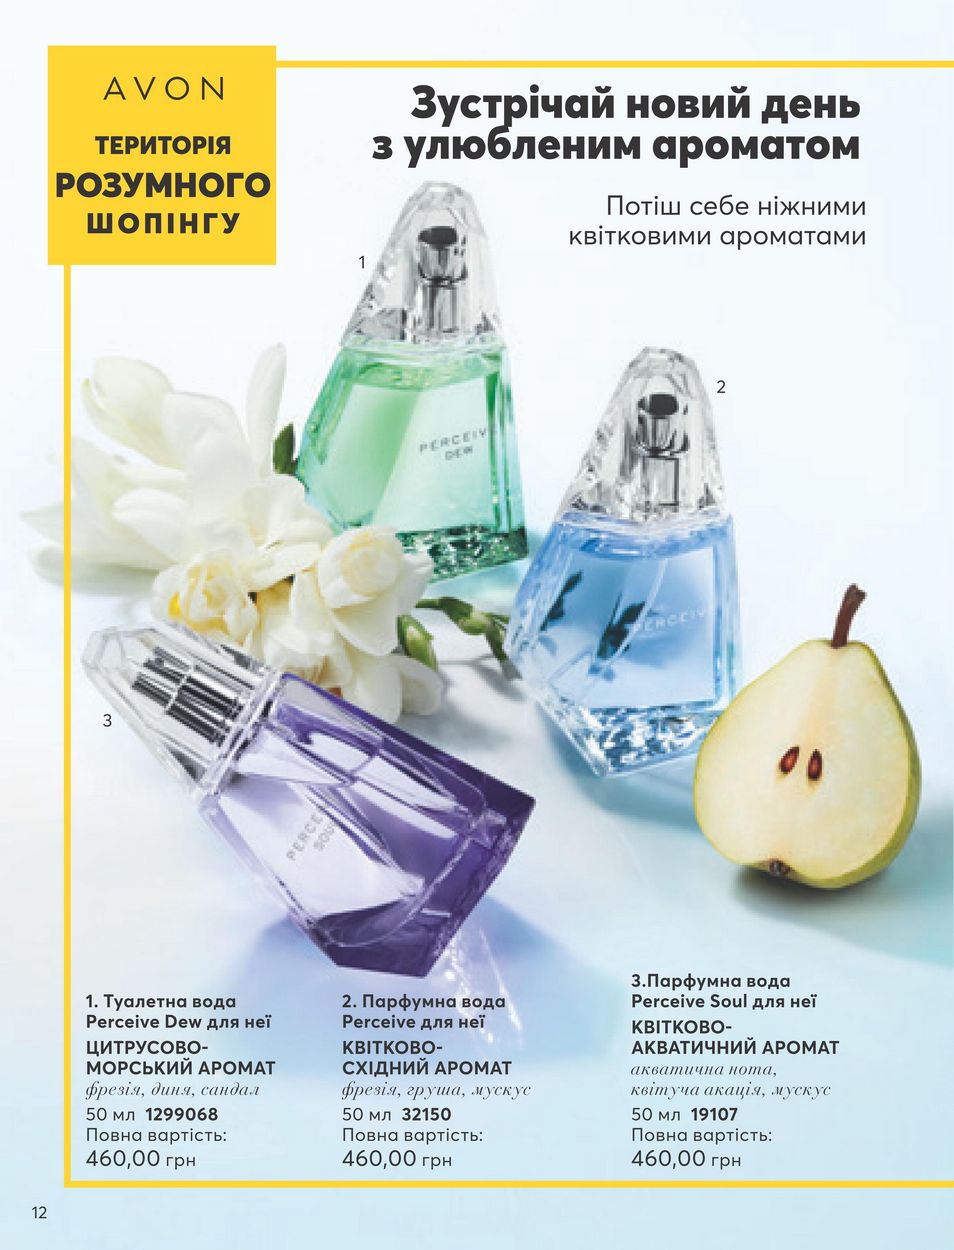 AVON
ТЕРИТОРІЯ
РОЗУМНОГО
ШОПІНГУ
Зустрічай новий день
з улюбленим ароматом
Потіш себе ніжними
квітковими ароматами
1
2
3
PERCEIV
DEW
PERCEIV
PERCE
SOU
1. Туалетна вода
Perceive Dew для неї
ЦИТРУСОВО-
МОРСЬКИЙ АРОМАТ
фрезія, диня, сандал
50 мл 1299068
Повна вартість:
460,00 грн
2. Парфумна вода
Perceive для неї
КВІТКОВО-
СХІДНИЙ АРОМАТ
фрезія, груша, мускус
50 мл 32150
Повна вартість:
460,00 грн
3.Парфумна вода
Perceive Soul для неї
КВІТКОВО-
АКВАТИЧНИЙ АРОМАТ
акватична нота,
квітуча акація, мускус
50 мл 19107
Повна вартість:
460,00 грн
12